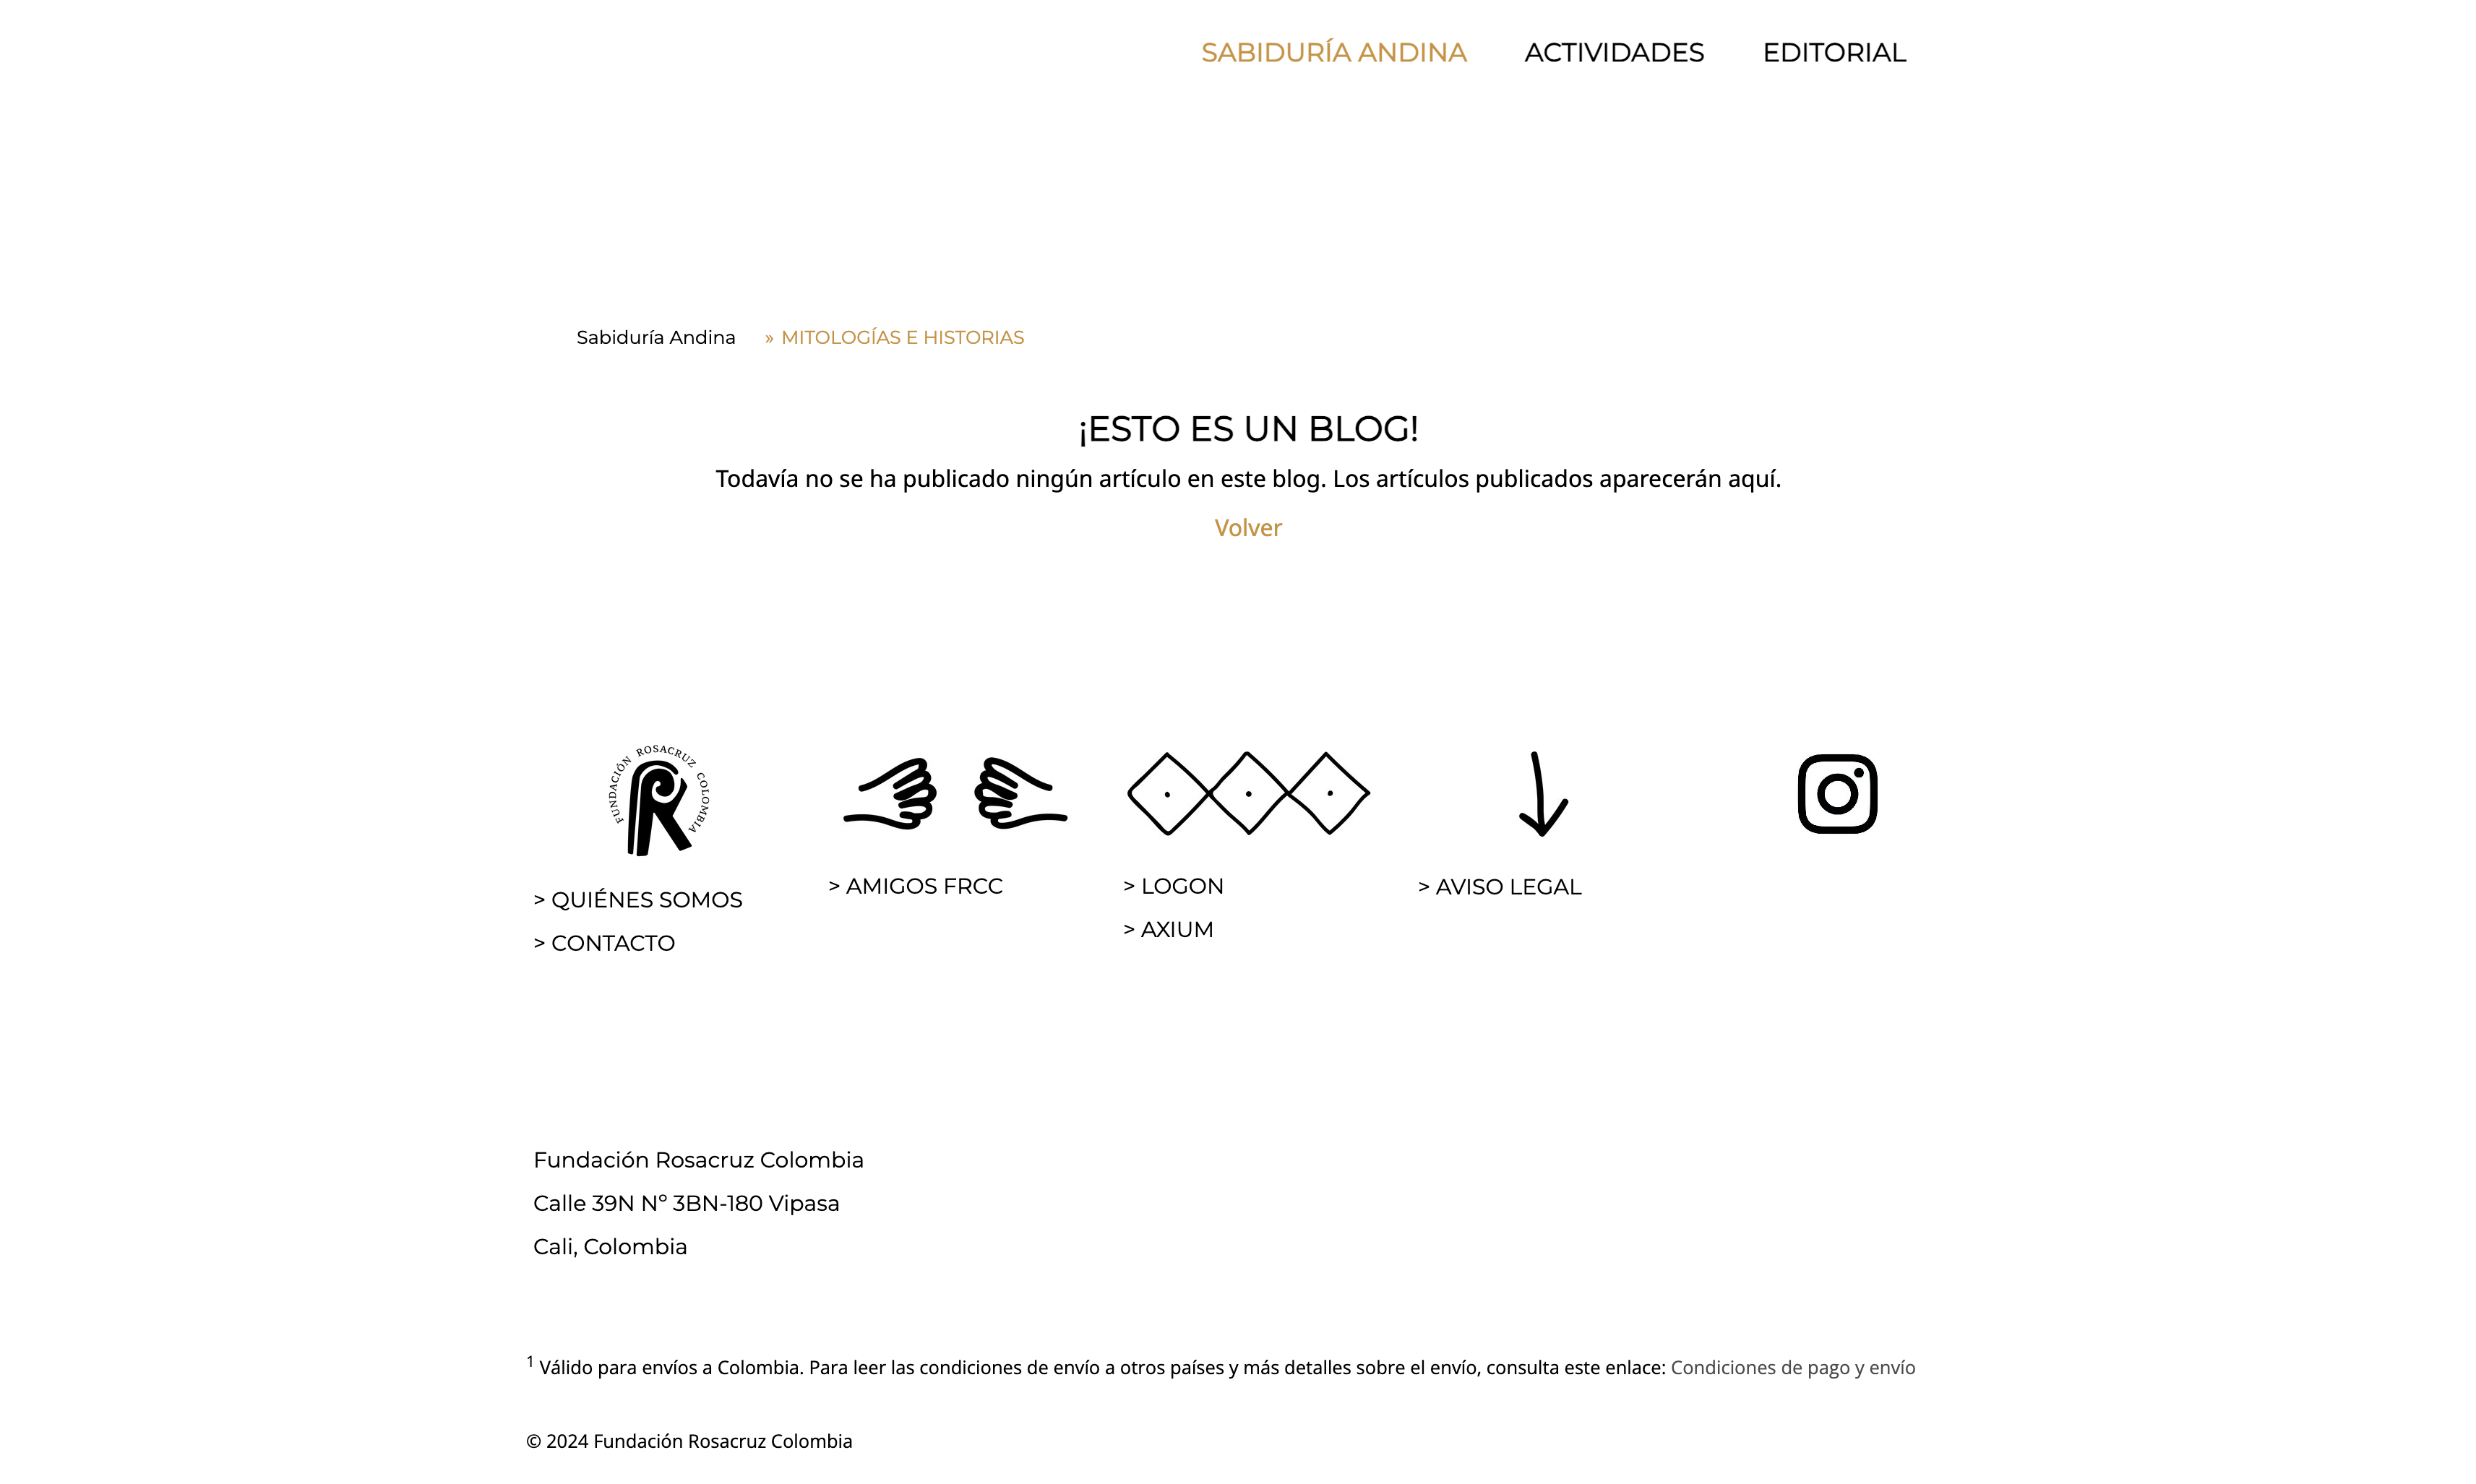 SABIDURÍA ANDINA ACTIVIDADES EDITORIAL
Sabiduría Andina » MITOLOGÍAS E HISTORIAS
¡ESTO ES UN BLOG!
Todavía no se ha publicado ningún artículo en este blog. Los artículos publicados aparecerán aquí.
Volver
FUNDACIÓN ROSACRUZ COLOMBIA
> QUIÉNES SOMOS
> CONTACTO
> AMIGOS FRCC
> LOGON
> AXIUM
> AVISO LEGAL
Fundación Rosacruz Colombia
Calle 39N Nº 3BN-180 Vipasa
Cali, Colombia
1 Válido para envíos a Colombia. Para leer las condiciones de envío a otros países y más detalles sobre el envío, consulta este enlace: Condiciones de pago y envío
© 2024 Fundación Rosacruz Colombia